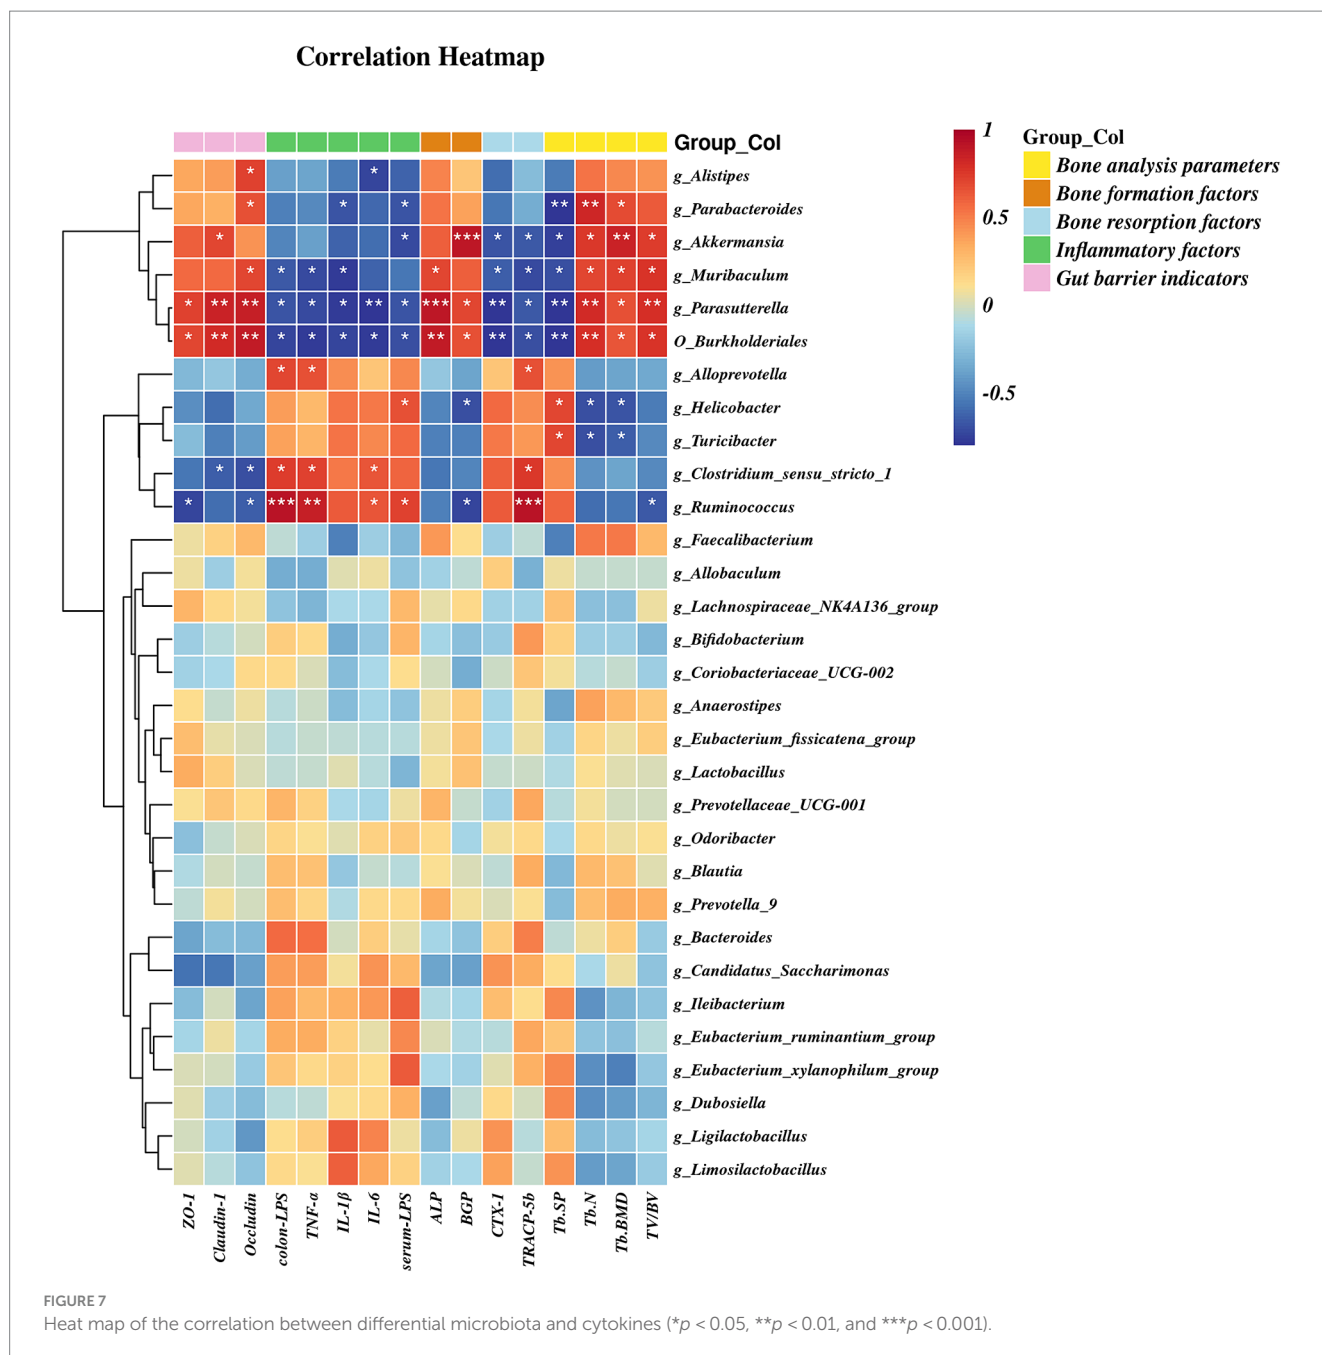 Correlation Heatmap
Group_Col
g_Alistipes
* *
g_Parabacteroides
* * * ** ** *
g_Akkermansia
* * *** * * * * ** *
g_Muribaculum
* * * * * * * * * * *
g_Parasutterella
* ** ** * * * ** * *** * ** * ** ** * **
O_Burkholderiales
* ** ** * * * * * ** * ** * ** ** * *
g_Alloprevotella
* * *
g_Helicobacter
* * * * *
g_Turicibacter
* * *
g_Clostridium_sensu_stricto_1
* * * * * *
g_Ruminococcus
* * *** ** * * * *** *
g_Faecalibacterium
g_Allobaculum
g_Lachnospiraceae_NK4A136_group
g_Bifidobacterium
g_Coriobacteriaceae_UCG-002
g_Anaerostipes
g_Eubacterium_fissicatena_group
g_Lactobacillus
g_Prevotellaceae_UCG-001
g_Odoribacter
g_Blautia
g_Prevotella_9
g_Bacteroides
g_Candidatus_Saccharimonas
g_Ileibacterium
g_Eubacterium_ruminantium_group
g_Eubacterium_xylanophilum_group
g_Dubosiella
g_Ligilactobacillus
g_Limosilactobacillus
ZO-1
Claudin-1
Occludin
colon-LPS
TNF-α
IL-1β
IL-6
serum-LPS
ALP
BGP
CTX-1
TRACP-5b
Tb.SP
Tb.N
Tb.BMD
TV/BV
1
0.5
0
-0.5
Group_Col
Bone analysis parameters
Bone formation factors
Bone resorption factors
Inflammatory factors
Gut barrier indicators
FIGURE 7
Heat map of the correlation between differential microbiota and cytokines (*p < 0.05, **p < 0.01, and ***p < 0.001).